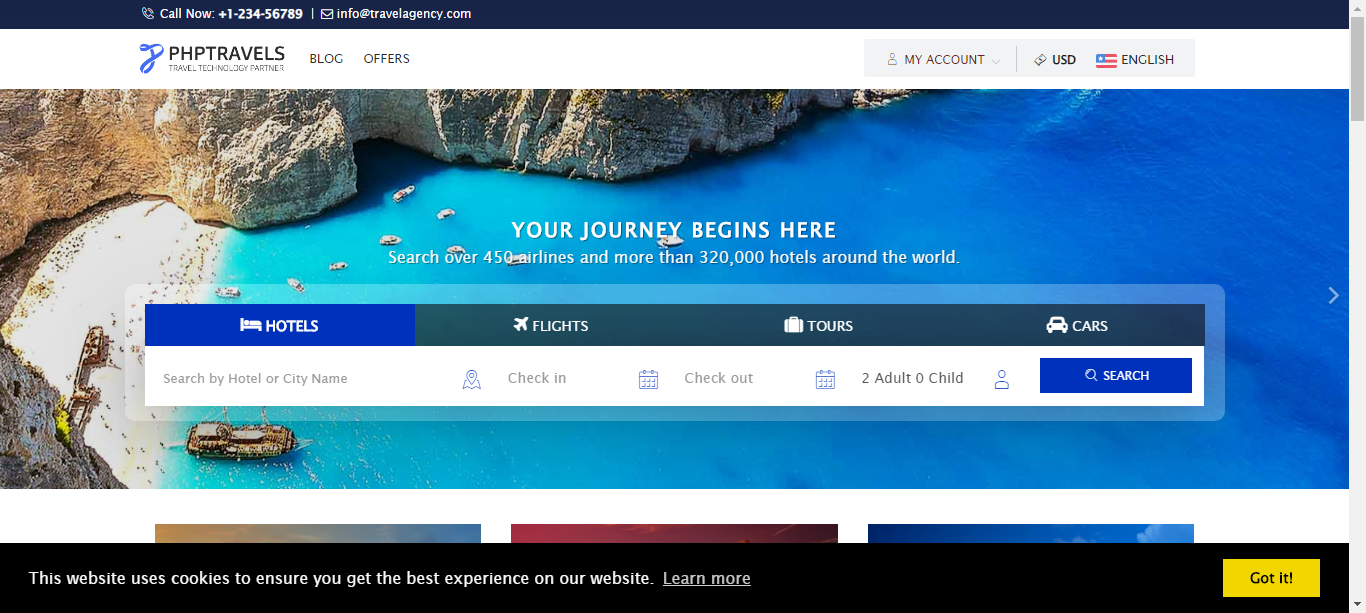 Call Now: +1-234-56789 | info@travelagency.com
PHPTRAVELS
TRAVEL TECHNOLOGY PARTNER
BLOG OFFERS
MY ACCOUNT USD ENGLISH
YOUR JOURNEY BEGINS HERE
Search over 450 airlines and more than 320,000 hotels around the world.
HOTELS FLIGHTS TOURS CARS
Search by Hotel or City Name Check in Check out 2 Adult 0 Child SEARCH
This website uses cookies to ensure you get the best experience on our website. Learn more Got it!